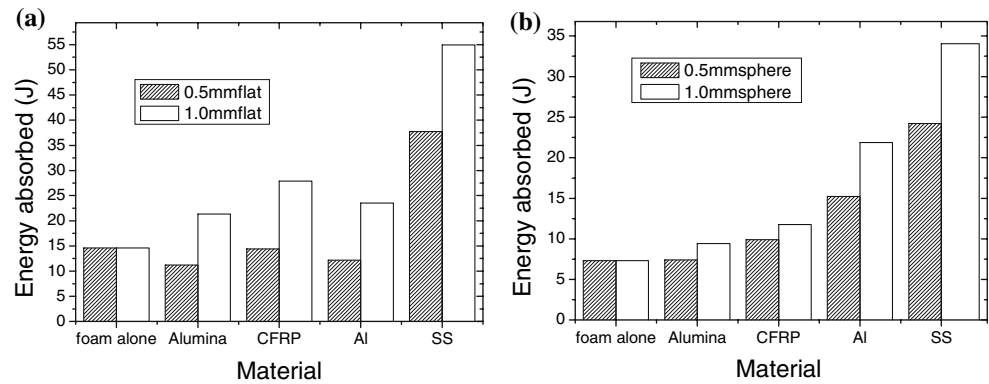 (a)
Energy absorbed (J)
55
50
45
40
35
30
25
20
15
10
5
0
0.5mmflat
1.0mmflat
foam alone Alumina CFRP Al SS
Material
(b)
Energy absorbed (J)
35
30
25
20
15
10
5
0
0.5mmsphere
1.0mmsphere
foam alone Alumina CFRP Al SS
Material